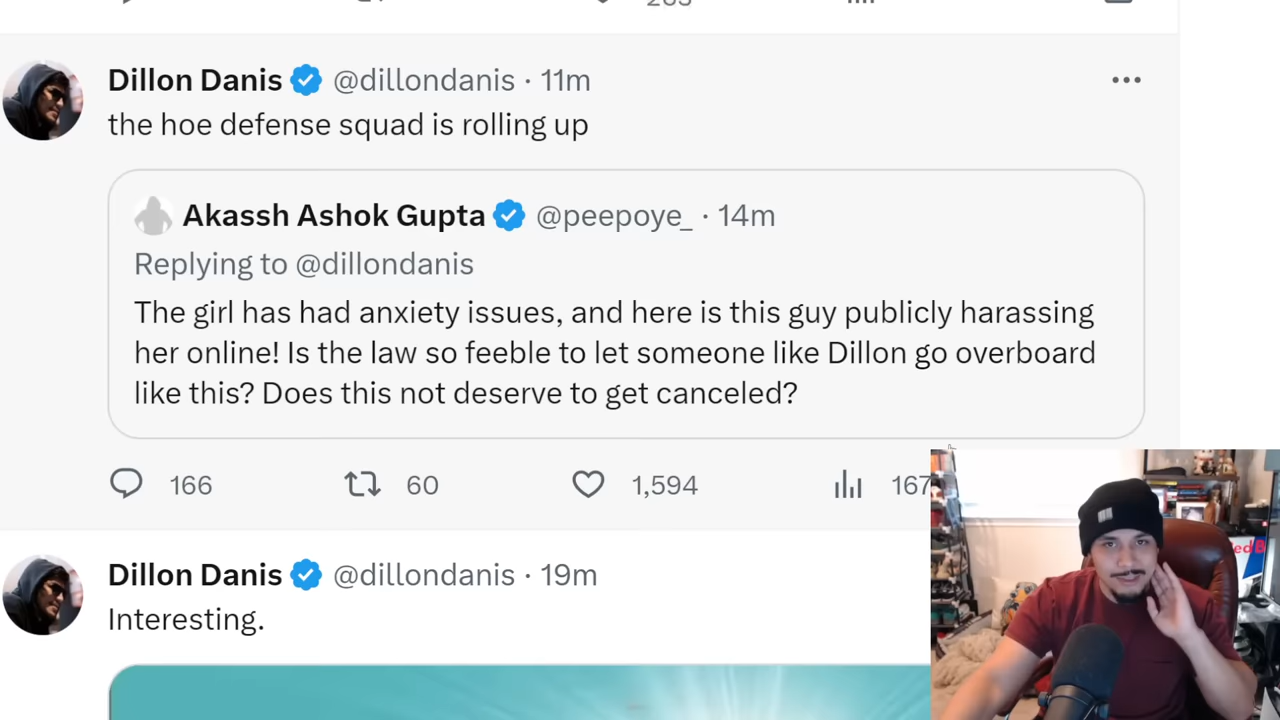 283
Dillon Danis @dillondanis · 11m
the hoe defense squad is rolling up
Akassh Ashok Gupta @peepoye_ · 14m
Replying to @dillondanis
The girl has had anxiety issues, and here is this guy publicly harassing
her online! Is the law so feeble to let someone like Dillon go overboard
like this? Does this not deserve to get canceled?
166 60 1,594 167
Dillon Danis @dillondanis · 19m
Interesting.
edB